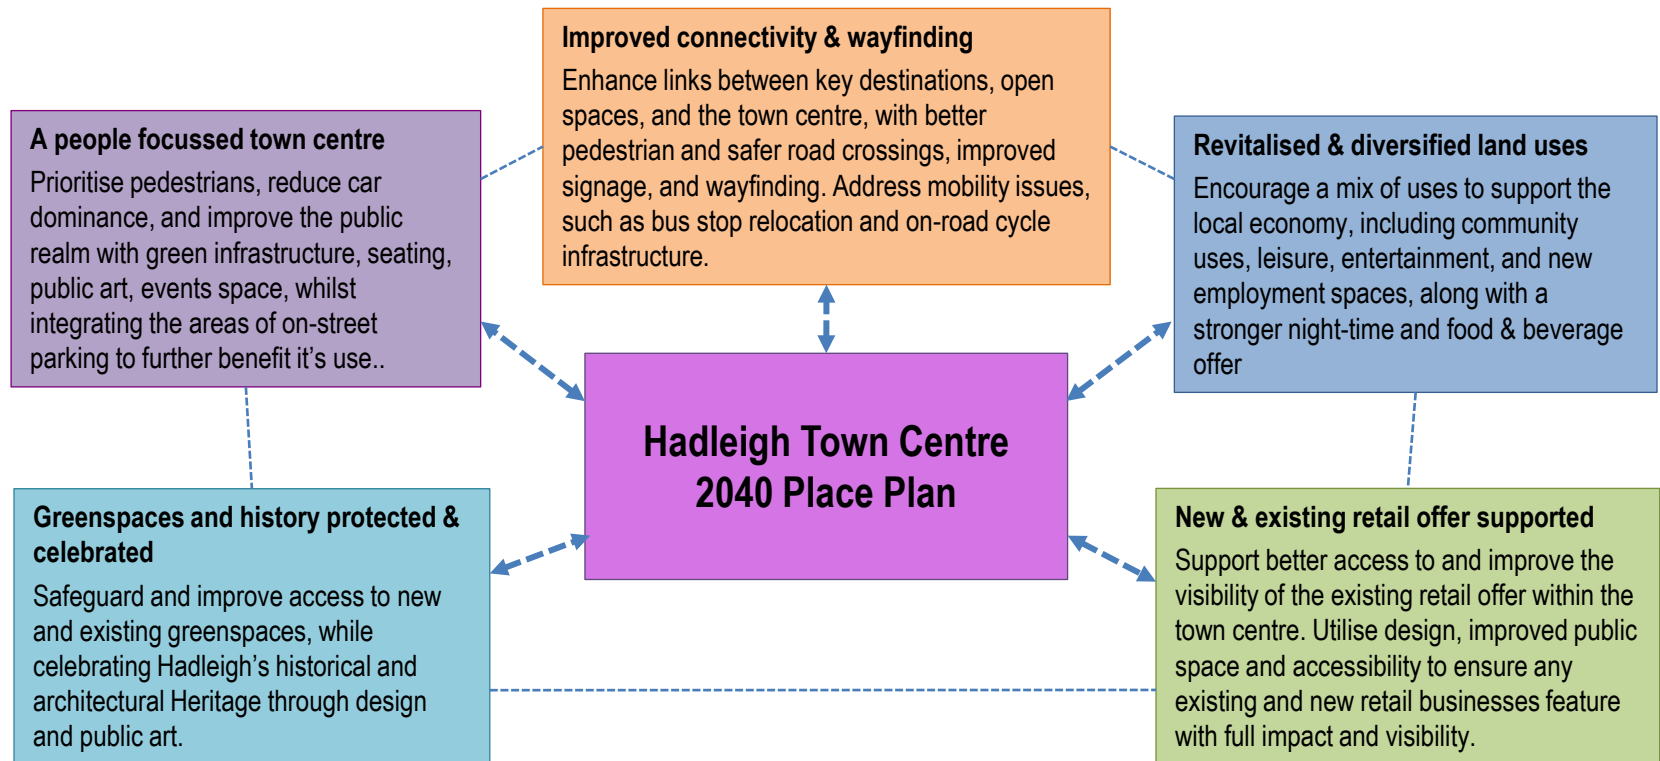 Improved connectivity & wayfinding
Enhance links between key destinations, open
spaces, and the town centre, with better
pedestrian and safer road crossings, improved
signage, and wayfinding. Address mobility issues,
such as bus stop relocation and on-road cycle
infrastructure.
A people focussed town centre
Prioritise pedestrians, reduce car
dominance, and improve the public
realm with green infrastructure, seating,
public art, events space, whilst
integrating the areas of on-street
parking to further benefit it's use..
Revitalised & diversified land uses
Encourage a mix of uses to support the
local economy, including community
uses, leisure, entertainment, and new
employment spaces, along with a
stronger night-time and food & beverage
offer
Hadleigh Town Centre
2040 Place Plan
Greenspaces and history protected &
celebrated
Safeguard and improve access to new
and existing greenspaces, while
celebrating Hadleigh's historical and
architectural Heritage through design
and public art.
New & existing retail offer supported
Support better access to and improve the
visibility of the existing retail offer within the
town centre. Utilise design, improved public
space and accessibility to ensure any
existing and new retail businesses feature
with full impact and visibility.